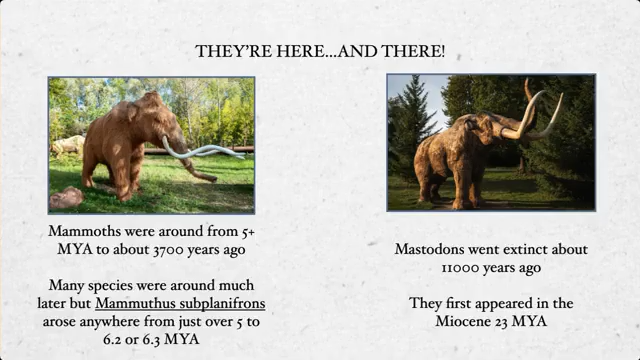 THEY'RE HERE...AND THERE!
Mammoths were around from 5+
MYA to about 3700 years ago
Many species were around much
later but Mammuthus subplanifrons
arose anywhere from just over 5 to
6.2 or 6.3 MYA
Mastodons went extinct about
11000 years ago
They first appeared in the
Miocene 23 MYA